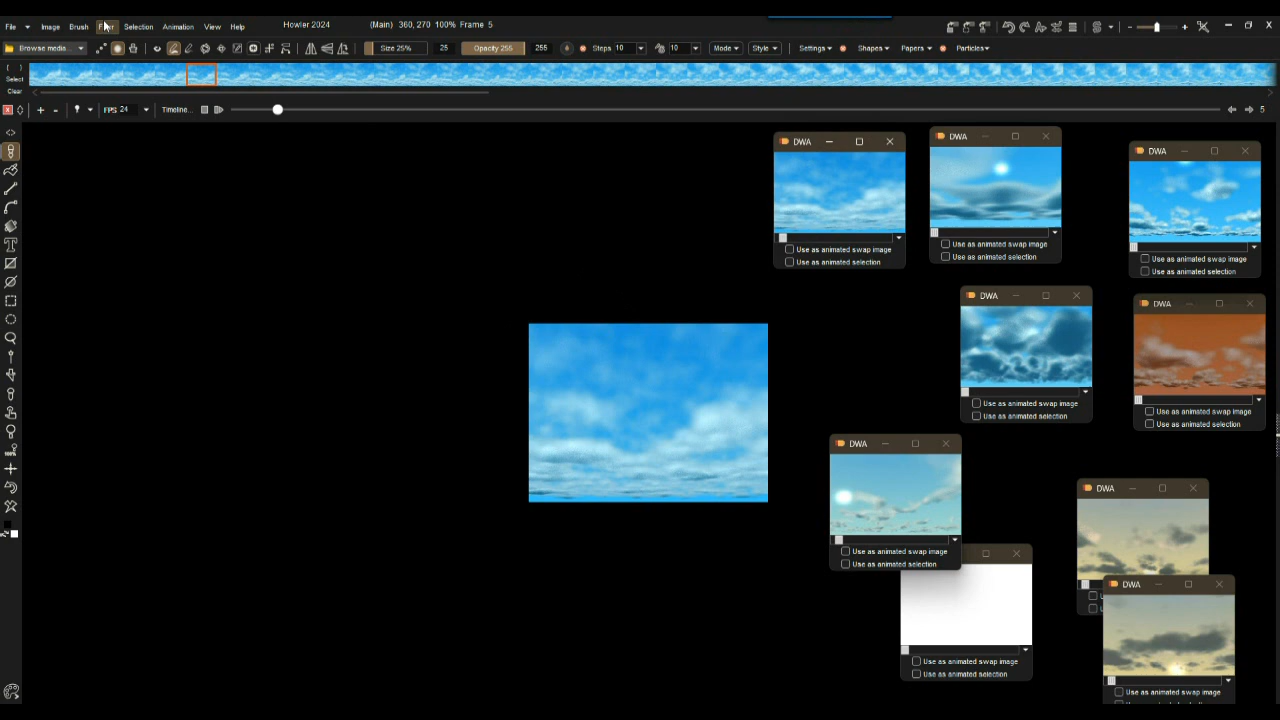 Howler 2024 (Main) 360, 270 100% Frame 5
File Image Brush Filter Selection Animation View Help
Browse media... Size 25% 25 Opacity 255 255 Steps 10 10 Mode Style Settings Shapes Papers Particles
Select
Clear
FPS 24 Timeline... 5
DWA
Use as animated swap image
Use as animated selection
DWA
Use as animated swap image
Use as animated selection
DWA
Use as animated swap image
Use as animated selection
DWA
Use as animated swap image
Use as animated selection
DWA
Use as animated swap image
Use as animated selection
DWA
Use as animated swap image
Use as animated selection
DWA
Use as animated swap image
Use as animated selection
DWA
Use as animated swap image